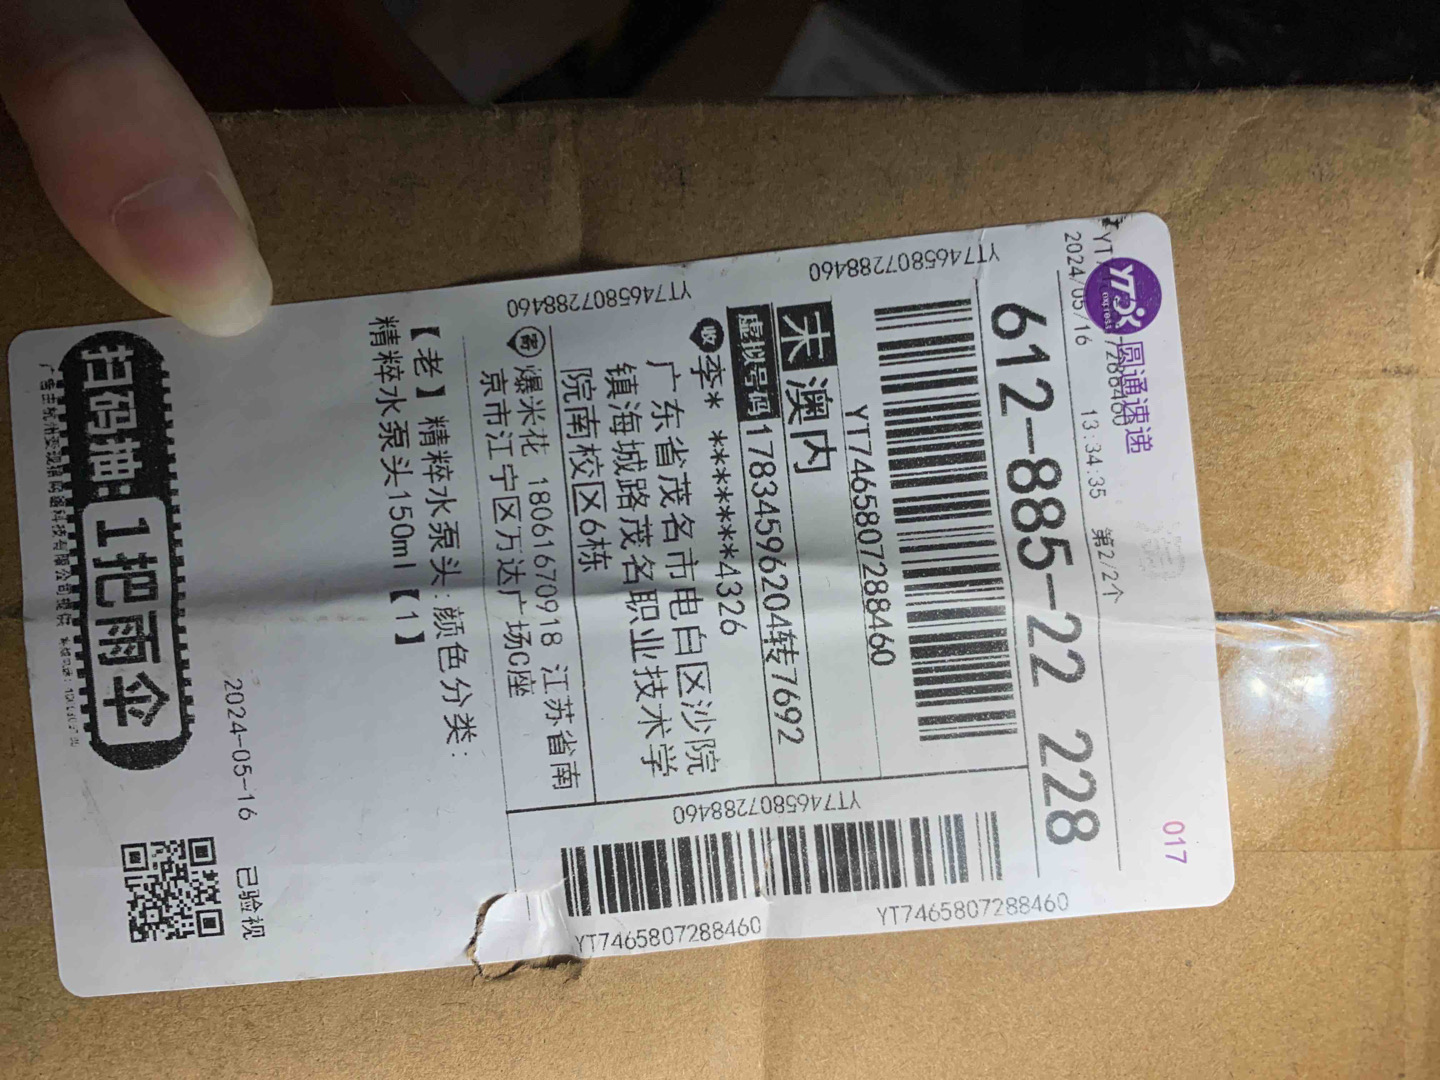 YTO
express
圆通速递
2024/05/16 13:34:35 第2/2个
017
612-885-22 228
YT7465807288460
YT7465807288460
末 澳内
虚拟号码 17834596204转7692
收 李* *******4326
广东省茂名市电白区沙院
镇海城路茂名职业技术学
院南校区6栋
YT7465807288460
寄 爆米花 18061670918 江苏省南
京市江宁区万达广场C座
YT7465807288460
YT7465807288460
YT7465807288460
YT7465807288460
【老】精粹水泵头:颜色分类:
精粹水泵头150ml【1】
2024-05-16 已验视
扫码抽:1把雨伞